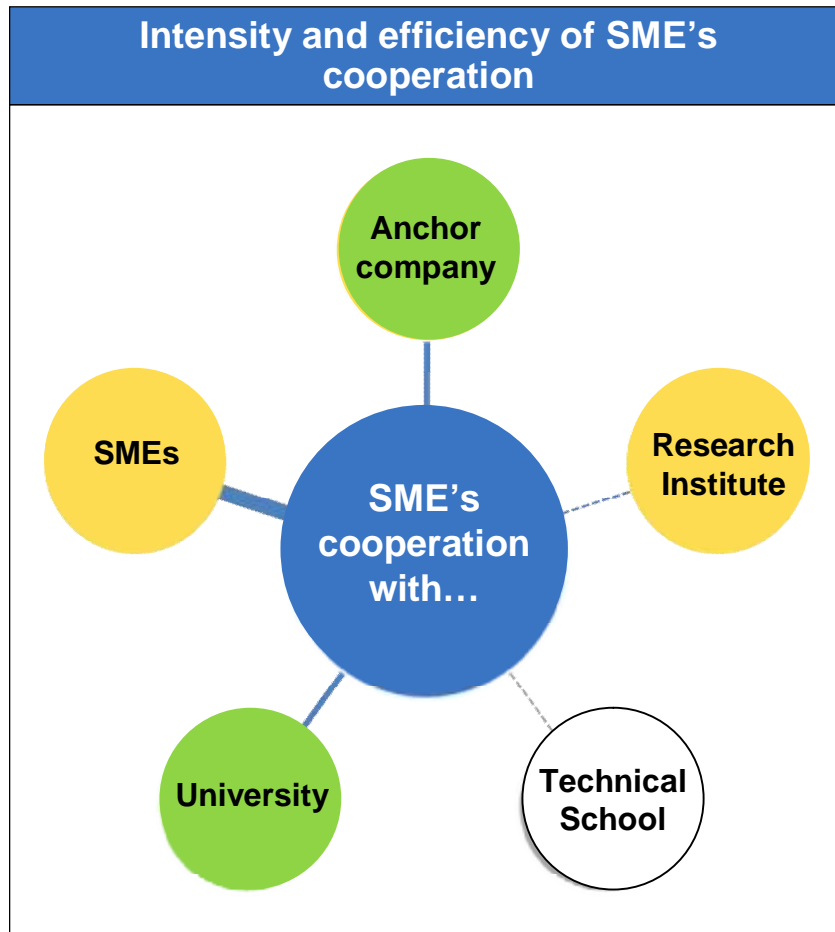 Intensity and efficiency of SME’s
cooperation
Anchor
company
SMEs
Research
Institute
SME’s
cooperation
with…
University
Technical
School